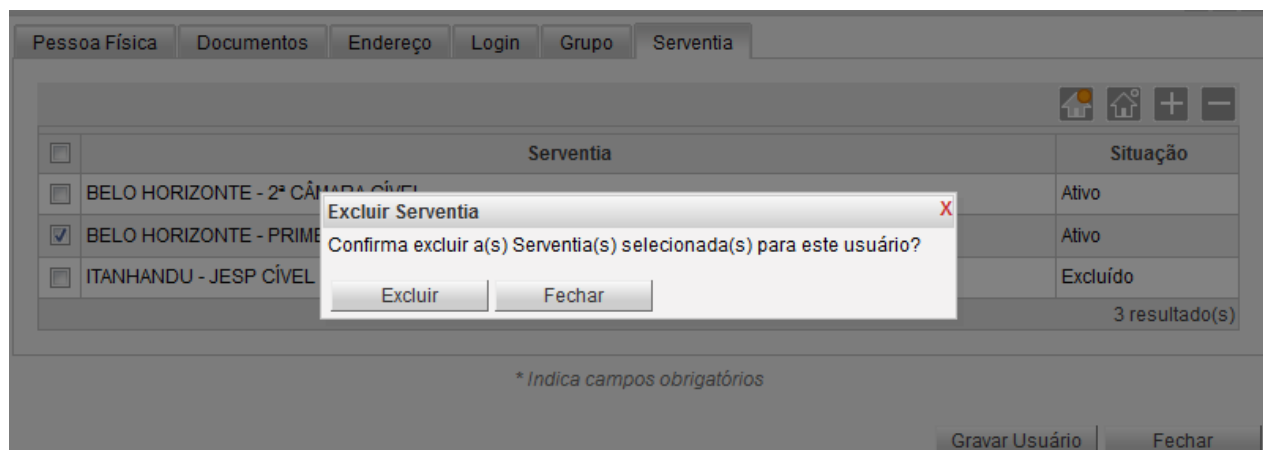 Pessoa Física Documentos Endereço Login Grupo Serventia
Serventia Situação
BELO HORIZONTE - 2ª CÂMARA CÍVEL Ativo
Excluir Serventia X
BELO HORIZONTE - Ativo
Confirma excluir a(s) Serventia(s) selecionada(s) para este usuário?
ITANHANDU - JESP CÍVEL Excluído
Excluir Fechar
3 resultado(s)
* Indica campos obrigatórios
Gravar Usuário Fechar